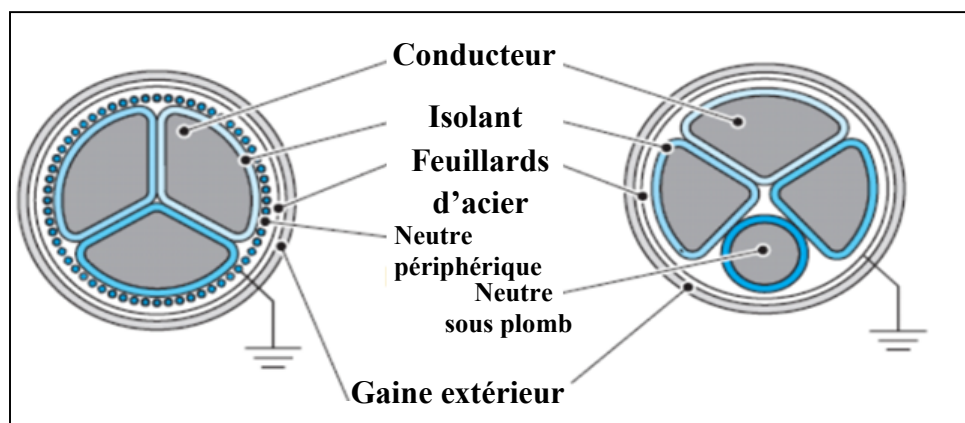 Conducteur
Isolant
Feuillards
d'acier
Neutre
périphérique
Neutre
sous plomb
Gaine extérieur